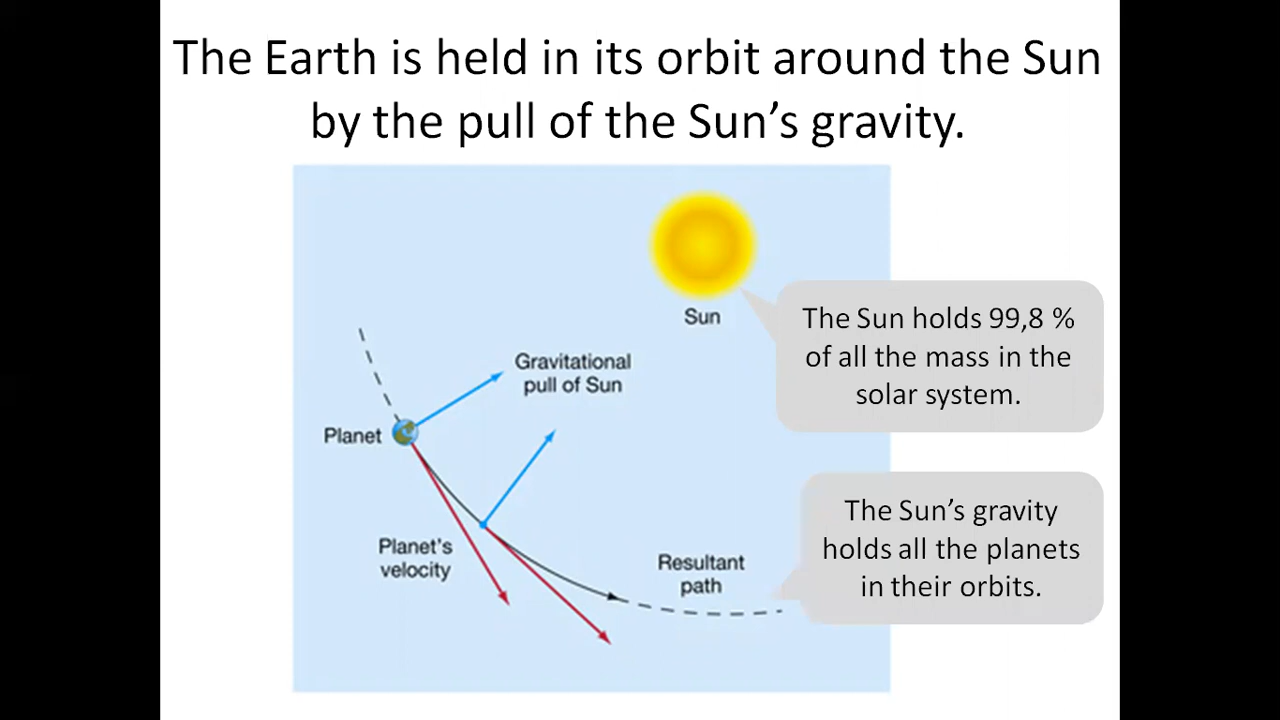 The Earth is held in its orbit around the Sun
by the pull of the Sun’s gravity.
Sun
The Sun holds 99,8 %
of all the mass in the
solar system.
Gravitational
pull of Sun
Planet
Planet's
velocity
Resultant
path
The Sun’s gravity
holds all the planets
in their orbits.